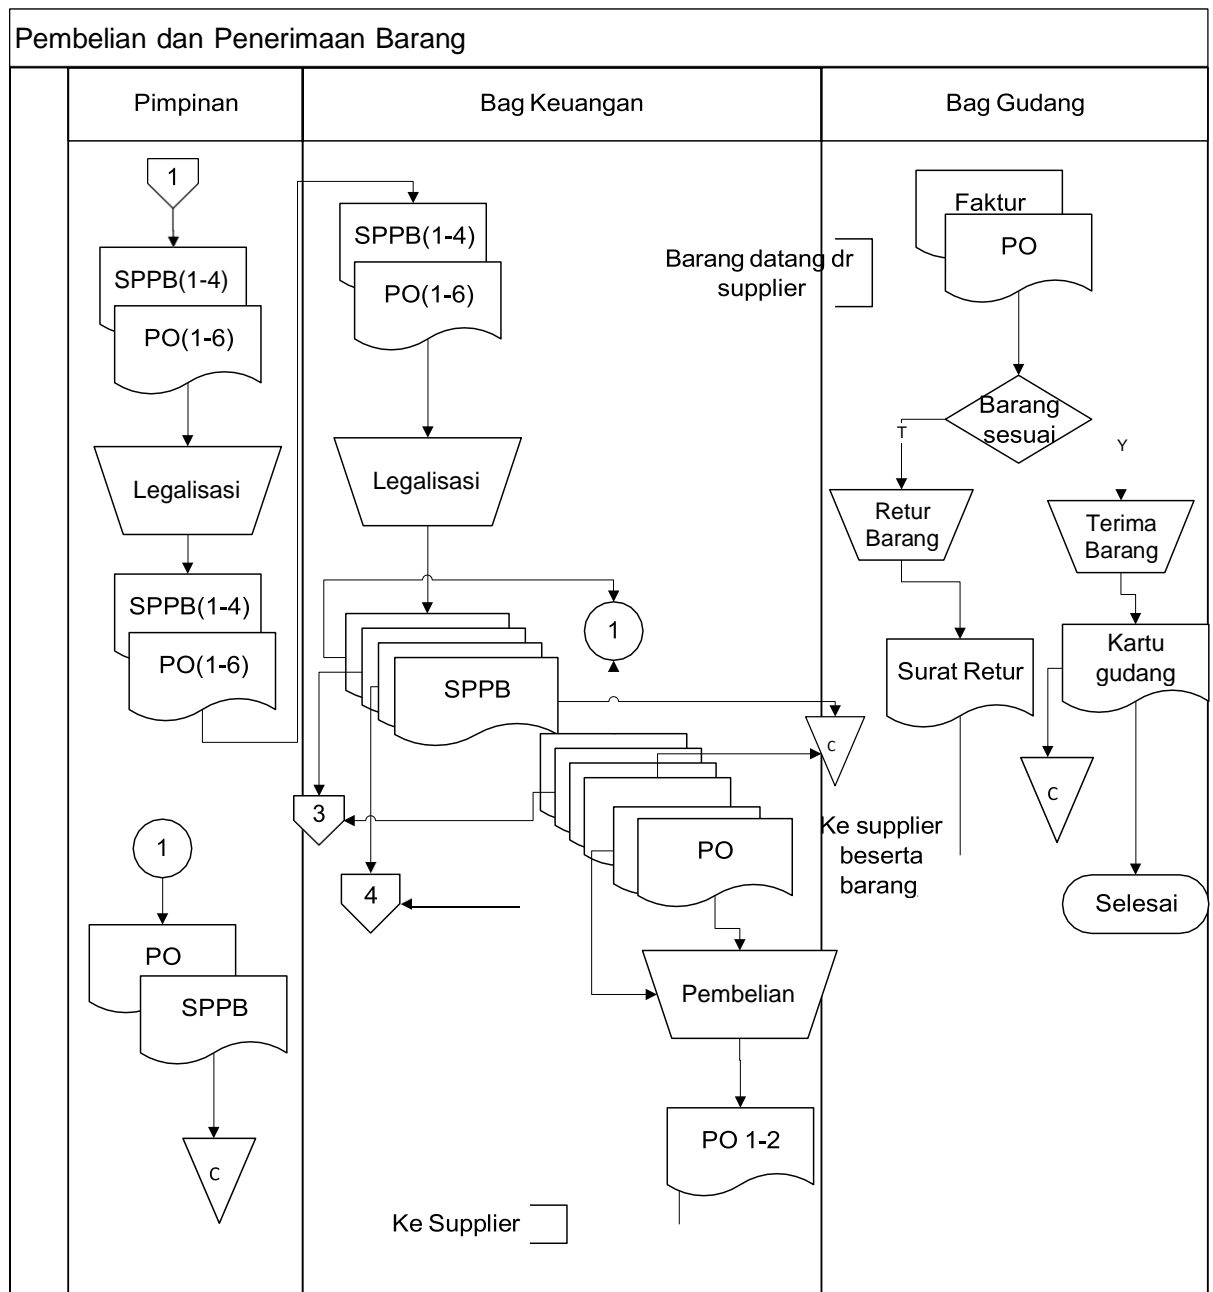 Pembelian dan Penerimaan Barang
Pimpinan
Bag Keuangan
Bag Gudang
1
SPPB(1-4)
PO(1-6)
Legalisasi
SPPB(1-4)
PO(1-6)
1
PO
SPPB
C
SPPB(1-4)
PO(1-6)
Legalisasi
1
SPPB
C
3
4
PO
Pembelian
PO 1-2
Ke Supplier
Barang datang dr
supplier
Faktur
PO
Barang
sesuai
T
Y
Retur
Barang
Terima
Barang
Surat Retur
Kartu
gudang
C
Ke supplier
beserta
barang
Selesai